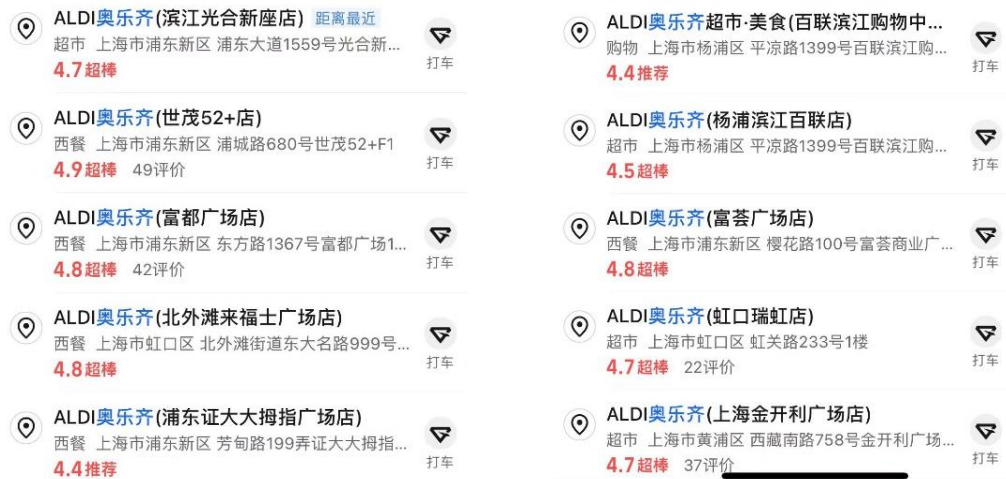 ALDI奥乐齐(滨江光合新座店) 距离最近
超市 上海市浦东新区 浦东大道1559号光合新...
打车
4.7超棒
ALDI奥乐齐(世茂52+店)
西餐 上海市浦东新区 浦城路680号世茂52+F1
打车
4.9超棒 49评价
ALDI奥乐齐(富都广场店)
西餐 上海市浦东新区 东方路1367号富都广场1...
打车
4.8超棒 42评价
ALDI奥乐齐(北外滩来福士广场店)
西餐 上海市虹口区 北外滩街道东大名路999号...
打车
4.8超棒
ALDI奥乐齐(浦东证大大拇指广场店)
西餐 上海市浦东新区 芳甸路199弄证大大拇指...
打车
4.4推荐
ALDI奥乐齐超市·美食(百联滨江购物中...
购物 上海市杨浦区 平凉路1399号百联滨江购...
打车
4.4推荐
ALDI奥乐齐(杨浦滨江百联店)
超市 上海市杨浦区 平凉路1399号百联滨江购...
打车
4.5超棒
ALDI奥乐齐(富荟广场店)
西餐 上海市浦东新区 樱花路100号富荟商业广...
打车
4.8超棒
ALDI奥乐齐(虹口瑞虹店)
超市 上海市虹口区 虹关路233号1楼
打车
4.7超棒 22评价
ALDI奥乐齐(上海金开利广场店)
超市 上海市黄浦区 西藏南路758号金开利广场...
打车
4.7超棒 37评价